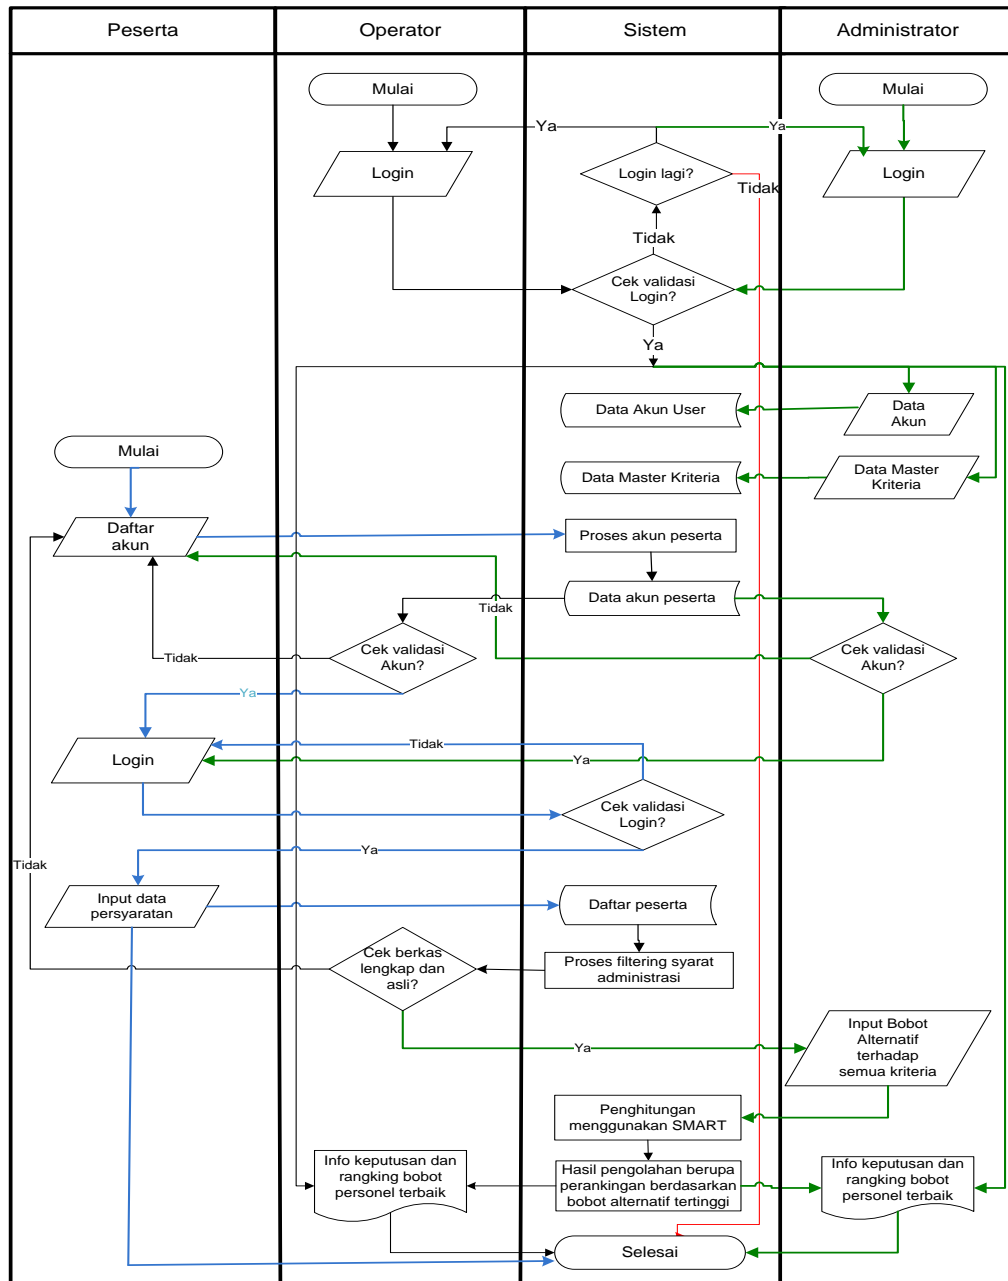 Peserta
Operator
Sistem
Administrator
Mulai
Mulai
Ya
Ya
Login
Login lagi?
Login
Tidak
Tidak
Cek validasi
Login?
Ya
Data Akun User
Data
Akun
Mulai
Data Master Kriteria
Data Master
Kriteria
Daftar
akun
Proses akun peserta
Data akun peserta
Tidak
Cek validasi
Akun?
Tidak
Cek validasi
Akun?
Ya
Login
Tidak
Ya
Cek validasi
Login?
Ya
Tidak
Input data
persyaratan
Daftar peserta
Cek berkas
lengkap dan
asli?
Proses filtering syarat
administrasi
Ya
Input Bobot
Alternatif
terhadap
semua kriteria
Penghitungan
menggunakan SMART
Info keputusan dan
rangking bobot
personel terbaik
Hasil pengolahan berupa
perankingan berdasarkan
bobot alternatif tertinggi
Info keputusan dan
rangking bobot
personel terbaik
Selesai